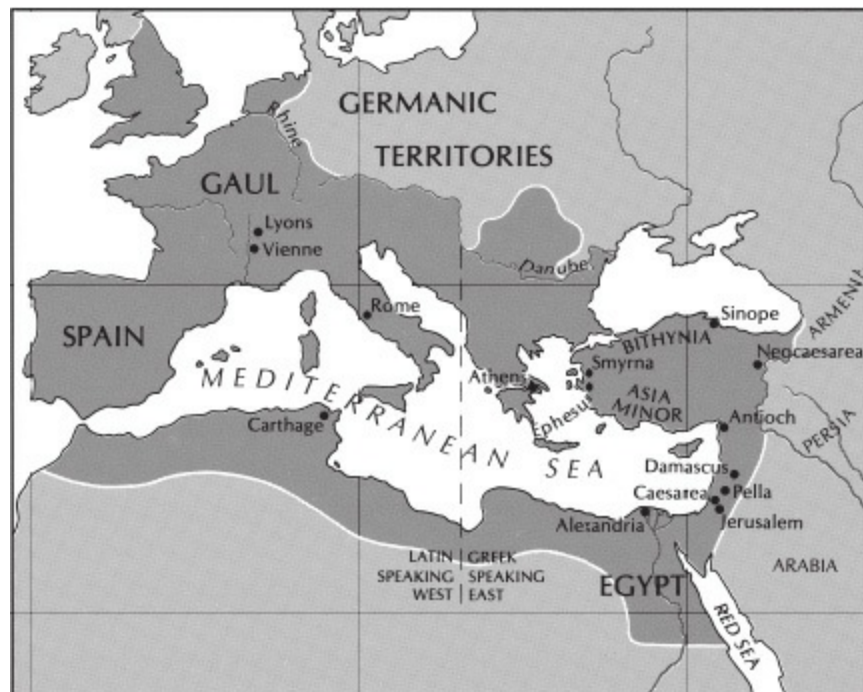 GERMANIC
TERRITORIES
Rhine
GAUL
Lyons
Vienne
Danube
SPAIN
Rome
Sinope
ARMENIA
BITHYNIA
Neocaesarea
Smyrna
Athens
ASIA
MINOR
Ephesus
MEDITERRANEAN SEA
Carthage
Antioch
PERSIA
Damascus
Caesarea
Pella
Aletandria
Jerusalem
LATIN
SPEAKING
WEST
GREEK
SPEAKING
EAST
EGYPT
ARABIA
RED SEA